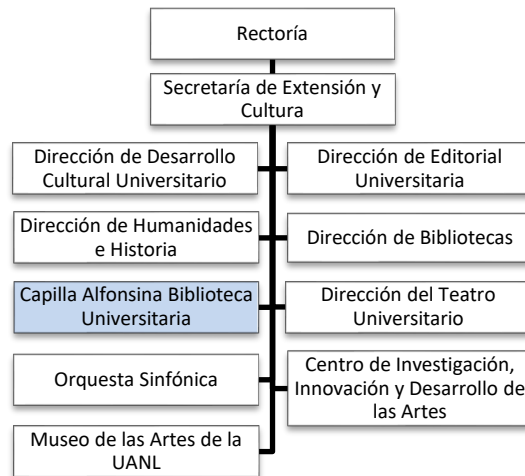 Rectoría
Secretaría de Extensión y
Cultura
Dirección de Desarrollo
Cultural Universitario
Dirección de Editorial
Universitaria
Dirección de Humanidades
e Historia
Dirección de Bibliotecas
Capilla Alfonsina Biblioteca
Universitaria
Dirección del Teatro
Universitario
Orquesta Sinfónica
Centro de Investigación,
Innovación y Desarrollo de
las Artes
Museo de las Artes de la
UANL